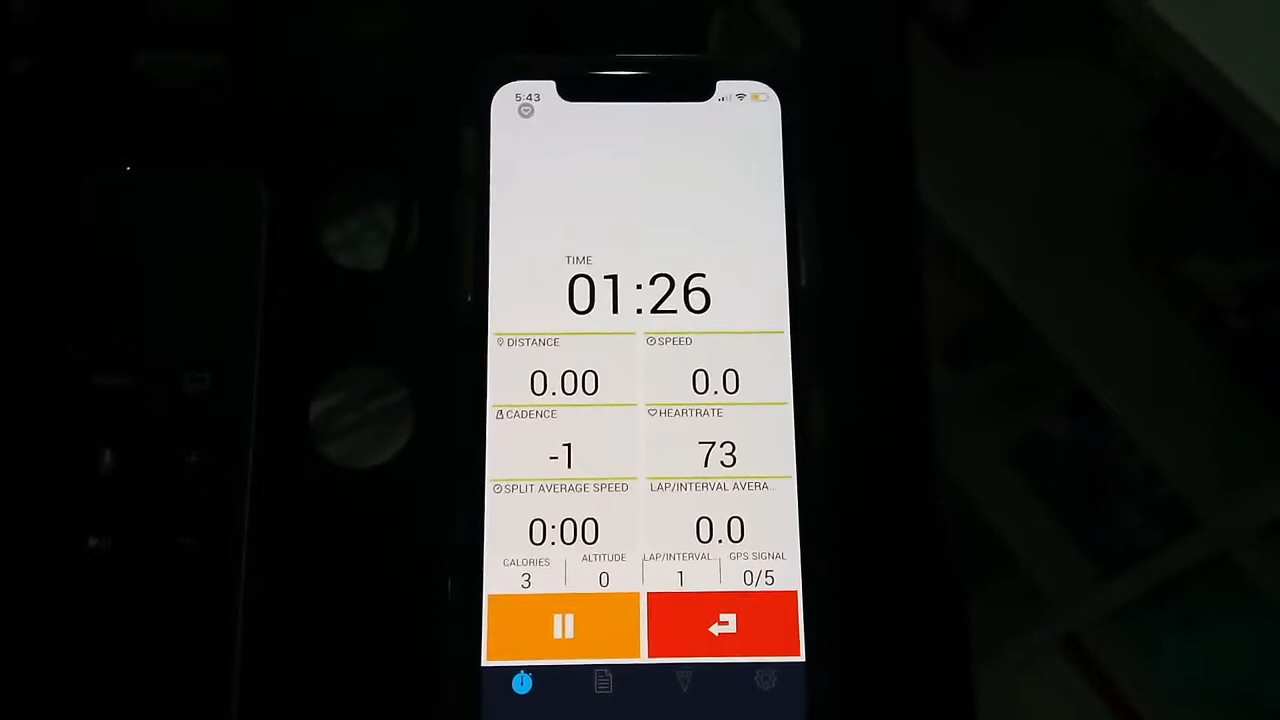 5:43
TIME
01:26
DISTANCE
SPEED
0.00
0.0
CADENCE
HEARTRATE
-1
73
SPLIT AVERAGE SPEED
LAP/INTERVAL AVERA...
0:00
0.0
CALORIES
ALTITUDE
LAP/INTERVAL...
GPS SIGNAL
3
0
1
0/5